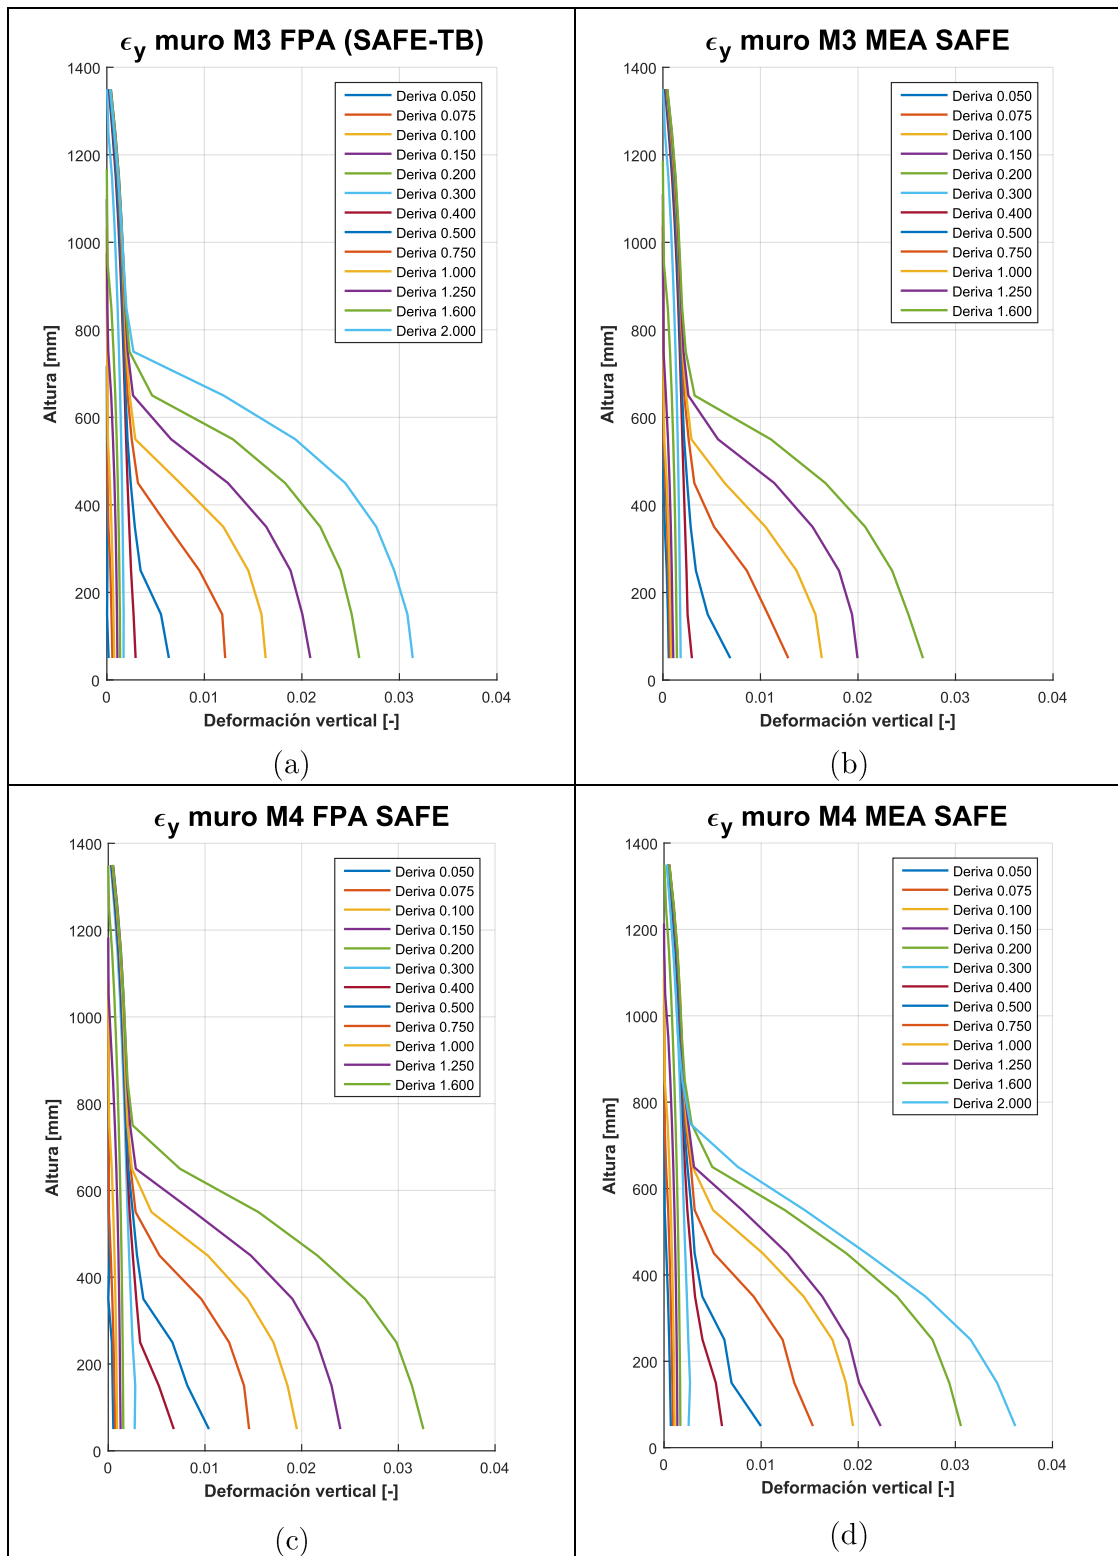 ϵy muro M3 FPA (SAFE-TB)
1400
1200
1000
800
600
400
200
0
Altura [mm]
Deriva 0.050
Deriva 0.075
Deriva 0.100
Deriva 0.150
Deriva 0.200
Deriva 0.300
Deriva 0.400
Deriva 0.500
Deriva 0.750
Deriva 1.000
Deriva 1.250
Deriva 1.600
Deriva 2.000
0 0.01 0.02 0.03 0.04
Deformación vertical [-]
(a)
ϵy muro M3 MEA SAFE
1400
1200
1000
800
600
400
200
0
Altura [mm]
Deriva 0.050
Deriva 0.075
Deriva 0.100
Deriva 0.150
Deriva 0.200
Deriva 0.300
Deriva 0.400
Deriva 0.500
Deriva 0.750
Deriva 1.000
Deriva 1.250
Deriva 1.600
0 0.01 0.02 0.03 0.04
Deformación vertical [-]
(b)
ϵy muro M4 FPA SAFE
1400
1200
1000
800
600
400
200
0
Altura [mm]
Deriva 0.050
Deriva 0.075
Deriva 0.100
Deriva 0.150
Deriva 0.200
Deriva 0.300
Deriva 0.400
Deriva 0.500
Deriva 0.750
Deriva 1.000
Deriva 1.250
Deriva 1.600
0 0.01 0.02 0.03 0.04
Deformación vertical [-]
(c)
ϵy muro M4 MEA SAFE
1400
1200
1000
800
600
400
200
0
Altura [mm]
Deriva 0.050
Deriva 0.075
Deriva 0.100
Deriva 0.150
Deriva 0.200
Deriva 0.300
Deriva 0.400
Deriva 0.500
Deriva 0.750
Deriva 1.000
Deriva 1.250
Deriva 1.600
Deriva 2.000
0 0.01 0.02 0.03 0.04
Deformación vertical [-]
(d)